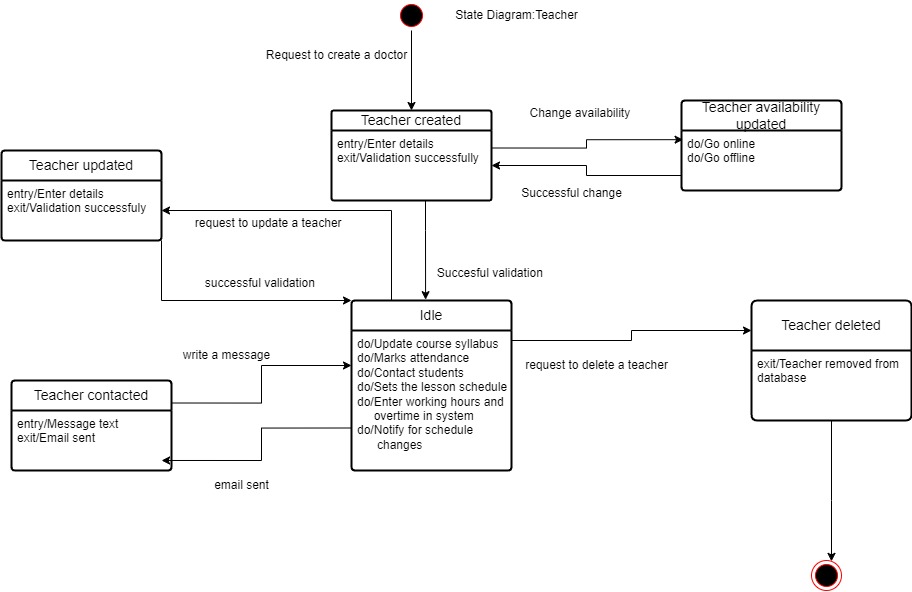 State Diagram:Teacher
Request to create a doctor
Teacher created
entry/Enter details
exit/Validation successfully
Change availability
Successful change
Teacher availability
updated
do/Go online
do/Go offline
Teacher updated
entry/Enter details
exit/Validation successfuly
request to update a teacher
successful validation
Succesful validation
Idle
do/Update course syllabus
do/Marks attendance
do/Contact students
do/Sets the lesson schedule
do/Enter working hours and
overtime in system
do/Notify for schedule
changes
request to delete a teacher
Teacher deleted
exit/Teacher removed from
database
write a message
Teacher contacted
entry/Message text
exit/Email sent
email sent